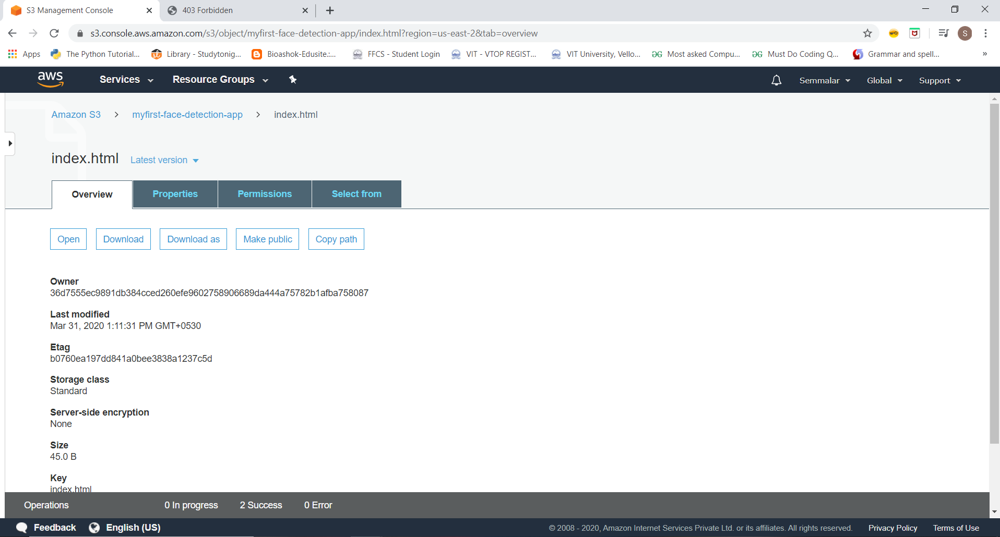 S3 Management Console
403 Forbidden
s3.console.aws.amazon.com/s3/object/myfirst-face-detection-app/index.html?region=us-east-2&tab=overview
S
Apps
The Python Tutorial...
Library - Studytonig...
Bioashok-Edusite:...
FFCS - Student Login
VIT - VTOP REGIST...
VIT University, Vello...
Most asked Compu...
Must Do Coding Q...
Grammar and spell...
»
aws
Services
Resource Groups
Semmalar
Global
Support
Amazon S3 > myfirst-face-detection-app > index.html
index.html Latest version
Overview
Properties
Permissions
Select from
Open
Download
Download as
Make public
Copy path
Owner
36d7555ec9891db384cced260efe9602758906689da444a75782b1afba758087
Last modified
Mar 31, 2020 1:11:31 PM GMT+0530
Etag
b0760ea197dd841a0bee3838a1237c5d
Storage class
Standard
Server-side encryption
None
Size
45.0 B
Key
index.html
Operations
0 In progress
2 Success
0 Error
Feedback
English (US)
© 2008 - 2020, Amazon Internet Services Private Ltd. or its affiliates. All rights reserved.
Privacy Policy
Terms of Use